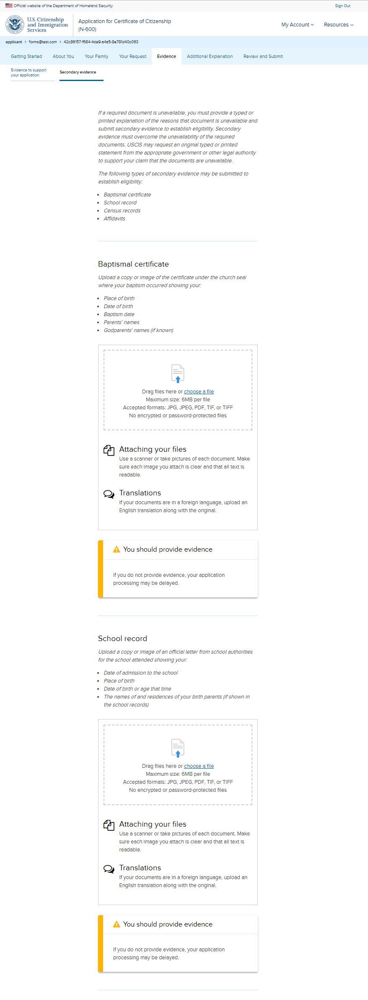 Official website of the Department of Homeland Security
Sign Out
U.S. Citizenship
and Immigration
Services
Application for Certificate of Citizenship
(N-600)
My Account
Resources
applicant > forms@test.com > 42c86157-f684-4de9-a4a5-8e781d40c063
Getting Started About You Your Family Your Request Evidence Additional Explanation Review and Submit
Evidence to support
your application
Secondary evidence
If a required document is unavailable, you must provide a typed or
printed explanation of the reasons that document is unavailable and
submit secondary evidence to establish eligibility. Secondary
evidence must overcome the unavailability of the required
documents. USCIS may request an original typed or printed
statement from the appropriate government or other legal authority
to support your claim that the documents are unavailable.
The following types of secondary evidence may be submitted to
establish eligibility:
• Baptismal certificate
• School record
• Census records
• Affidavits
Baptismal certificate
Upload a copy or image of the certificate under the church seal
where your baptism occurred showing your:
• Place of birth
• Date of birth
• Baptism date
• Parents' names
• Godparents' names (if known)
Drag files here or choose a file
Maximum size: 6MB per file
Accepted formats: JPG, JPEG, PDF, TIF, or TIFF
No encrypted or password-protected files
Attaching your files
Use a scanner or take pictures of each document. Make
sure each image you attach is clear and that all text is
readable.
Translations
If your documents are in a foreign language, upload an
English translation along with the original.
You should provide evidence
If you do not provide evidence, your application
processing may be delayed.
School record
Upload a copy or image of an official letter from school authorities
for the school attended showing your:
• Date of admission to the school
• Place of birth
• Date of birth or age that time
• The names of and residences of your birth parents (if shown in
the school records)
Drag files here or choose a file
Maximum size: 6MB per file
Accepted formats: JPG, JPEG, PDF, TIF, or TIFF
No encrypted or password-protected files
Attaching your files
Use a scanner or take pictures of each document. Make
sure each image you attach is clear and that all text is
readable.
Translations
If your documents are in a foreign language, upload an
English translation along with the original.
You should provide evidence
If you do not provide evidence, your application
processing may be delayed.